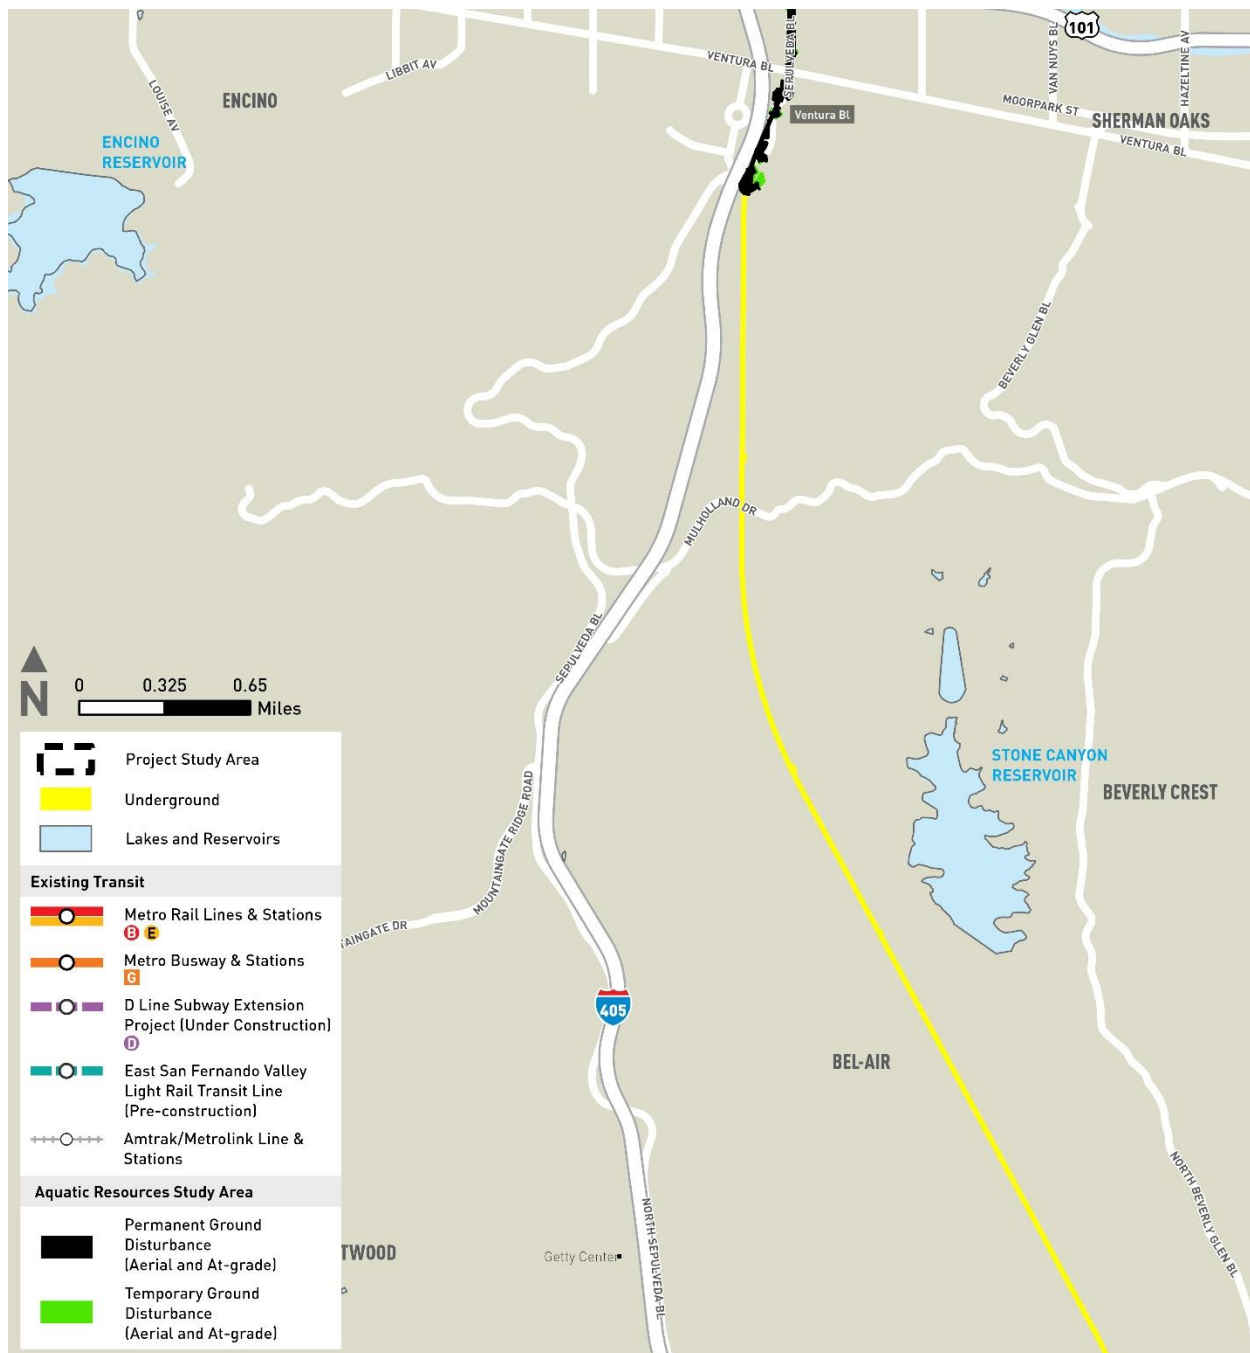 101
SEPULVEDA BL
VENTURA BL
LIBBIT AV
LOUISE AV
ENCINO
VAN NUYS BL
HAZELTINE AV
MOORPARK ST
Ventura Bl
SHERMAN OAKS
VENTURA BL
ENCINO
RESERVOIR
BEVERLY GLEN BL
MULHOLLAND DR
SEPULVEDA BL
N
0 0.325 0.65
Miles
STONE CANYON
RESERVOIR
BEVERLY CREST
MOUNTAINGATE RIDGE ROAD
TAINGATE DR
405
BEL-AIR
NORTH BEVERLY GLEN BL
NORTH SEPULVEDA BL
TWOOD
Getty Center
Project Study Area
Underground
Lakes and Reservoirs
Existing Transit
Metro Rail Lines & Stations
B E
Metro Busway & Stations
G
D Line Subway Extension
Project (Under Construction)
D
East San Fernando Valley
Light Rail Transit Line
(Pre-construction)
Amtrak/Metrolink Line &
Stations
Aquatic Resources Study Area
Permanent Ground
Disturbance
(Aerial and At-grade)
Temporary Ground
Disturbance
(Aerial and At-grade)